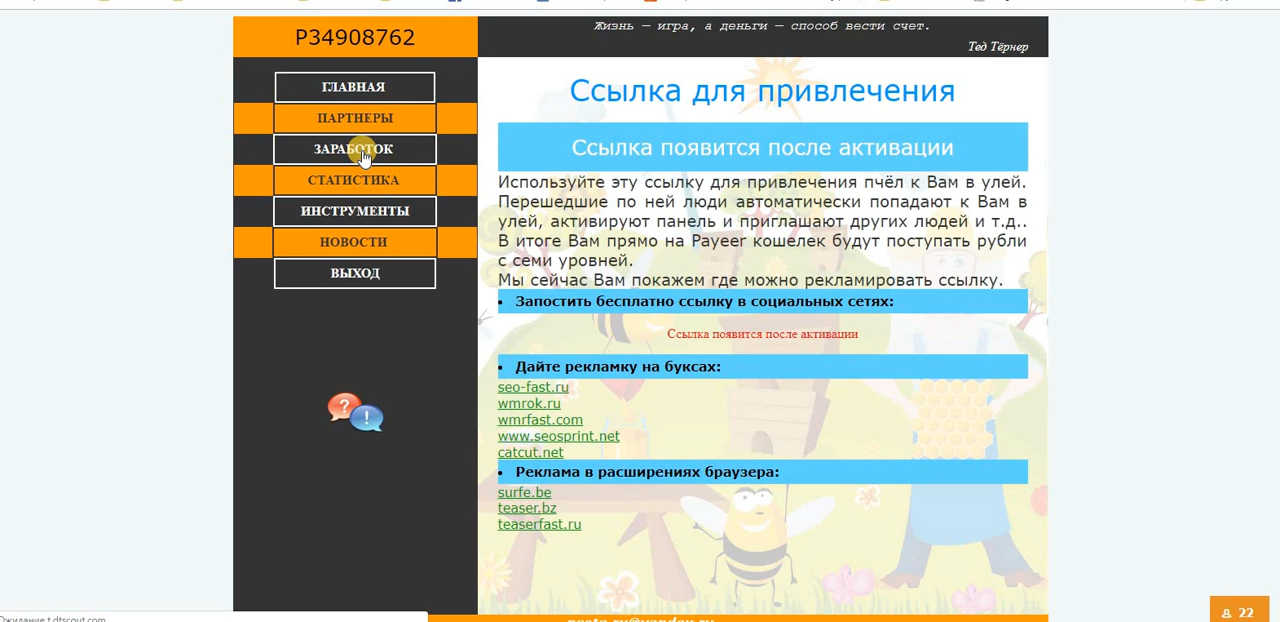 P34908762
Жизнь — игра, а деньги — способ вести счет.
Тед Тёрнер
ГЛАВНАЯ
ПАРТНЕРЫ
ЗАРАБОТОК
СТАТИСТИКА
ИНСТРУМЕНТЫ
НОВОСТИ
ВЫХОД
Ссылка для привлечения
Ссылка появится после активации
Используйте эту ссылку для привлечения пчёл к Вам в улей.
Перешедшие по ней люди автоматически попадают к Вам в
улей, активируют панель и приглашают других людей и т.д..
В итоге Вам прямо на Payeer кошелек будут поступать рубли
с семи уровней.
Мы сейчас Вам покажем где можно рекламировать ссылку.
• Запостить бесплатно ссылку в социальных сетях:
Ссылка появится после активации
• Дайте рекламку на буксах:
seo-fast.ru
wmrok.ru
wmrfast.com
www.seosprint.net
catcut.net
• Реклама в расширениях браузера:
surfe.be
teaser.bz
teaserfast.ru
22
Ожидание t.dtscout.com